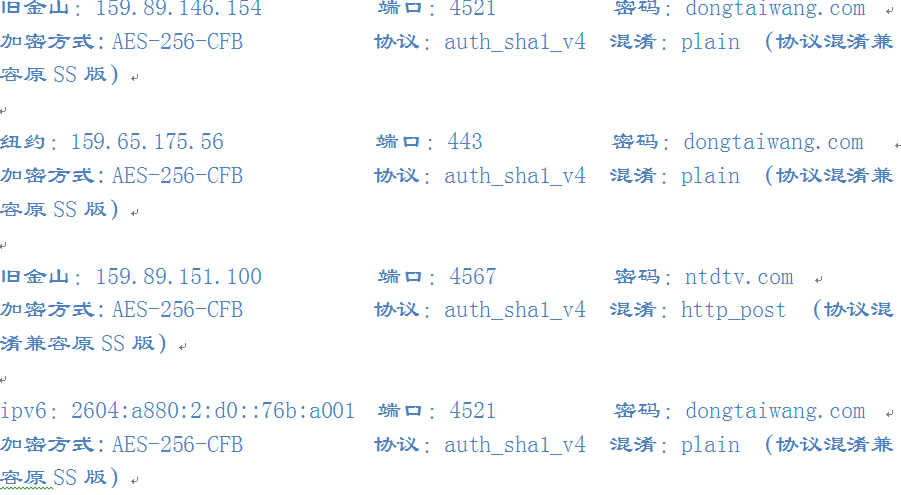 旧金山：159.89.146.154 端口：4521 密码：dongtaiwang.com
加密方式：AES-256-CFB 协议：auth_sha1_v4 混淆：plain （协议混淆兼
容原 SS 版）
纽约：159.65.175.56 端口：443 密码：dongtaiwang.com
加密方式：AES-256-CFB 协议：auth_sha1_v4 混淆：plain （协议混淆兼
容原 SS 版）
旧金山：159.89.151.100 端口：4567 密码：ntdtv.com
加密方式：AES-256-CFB 协议：auth_sha1_v4 混淆：http_post （协议混
淆兼容原 SS 版）
ipv6：2604:a880:2:d0::76b:a001 端口：4521 密码：dongtaiwang.com
加密方式：AES-256-CFB 协议：auth_sha1_v4 混淆：plain （协议混淆兼
容原 SS 版）